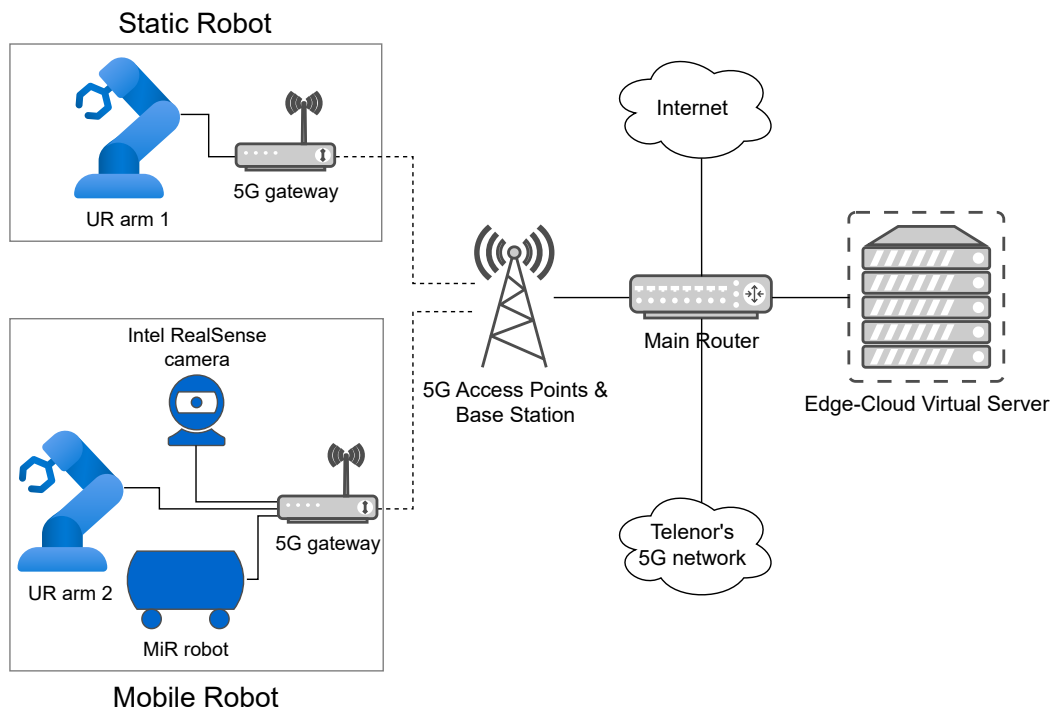 Static Robot
UR arm 1
5G gateway
Intel RealSense
camera
UR arm 2
5G gateway
MiR robot
Mobile Robot
5G Access Points &
Base Station
Internet
Main Router
Telenor's
5G network
Edge-Cloud Virtual Server